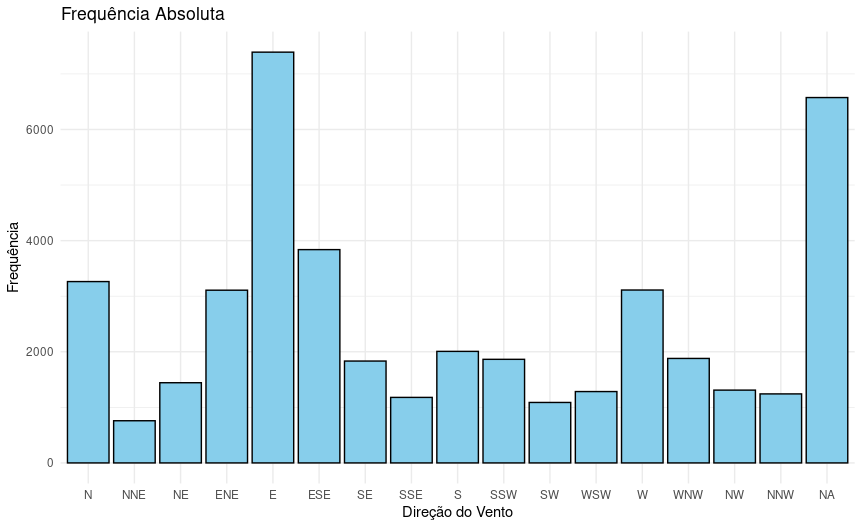 Frequência Absoluta
Frequência
6000
4000
2000
0
N NNE NE ENE E ESE SE SSE S SSW SW WSW W WNW NW NNW NA
Direção do Vento